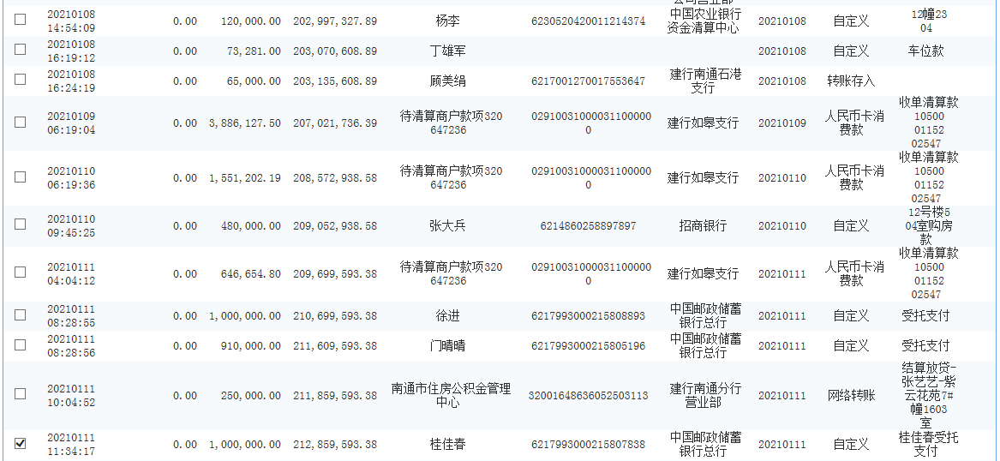 公司营业部
20210108 14:54:09 0.00 120,000.00 202,997,327.89 杨李 6230520420011214374 中国农业银行资金清算中心 20210108 自定义 12幢2304
20210108 16:19:12 0.00 73,281.00 203,070,608.89 丁雄军 20210108 自定义 车位款
20210108 16:24:19 0.00 65,000.00 203,135,608.89 顾美绢 6217001270017553647 建行南通石港支行 20210108 转账存入
20210109 06:19:04 0.00 3,886,127.50 207,021,736.39 待清算商户款项320647236 029100310000311000000 建行如皋支行 20210109 人民币卡消费款 收单清算款105000115202547
20210110 06:19:36 0.00 1,551,202.19 208,572,938.58 待清算商户款项320647236 029100310000311000000 建行如皋支行 20210110 人民币卡消费款 收单清算款105000115202547
20210110 09:45:25 0.00 480,000.00 209,052,938.58 张大兵 6214860258897897 招商银行 20210110 自定义 12号楼504室购房款
20210111 04:04:12 0.00 646,654.80 209,699,593.38 待清算商户款项320647236 029100310000311000000 建行如皋支行 20210111 人民币卡消费款 收单清算款105000115202547
20210111 08:28:55 0.00 1,000,000.00 210,699,593.38 徐进 6217993000215808893 中国邮政储蓄银行总行 20210111 自定义 受托支付
20210111 08:28:56 0.00 910,000.00 211,609,593.38 门晴晴 6217993000215805196 中国邮政储蓄银行总行 20210111 自定义 受托支付
20210111 10:04:52 0.00 250,000.00 211,859,593.38 南通市住房公积金管理中心 32001648636052503113 建行南通分行营业部 20210111 网络转账 结算放贷-张艺艺-紫云花苑7#幢1603室
20210111 11:34:17 0.00 1,000,000.00 212,859,593.38 桂佳春 6217993000215807838 中国邮政储蓄银行总行 20210111 自定义 桂佳春受托支付